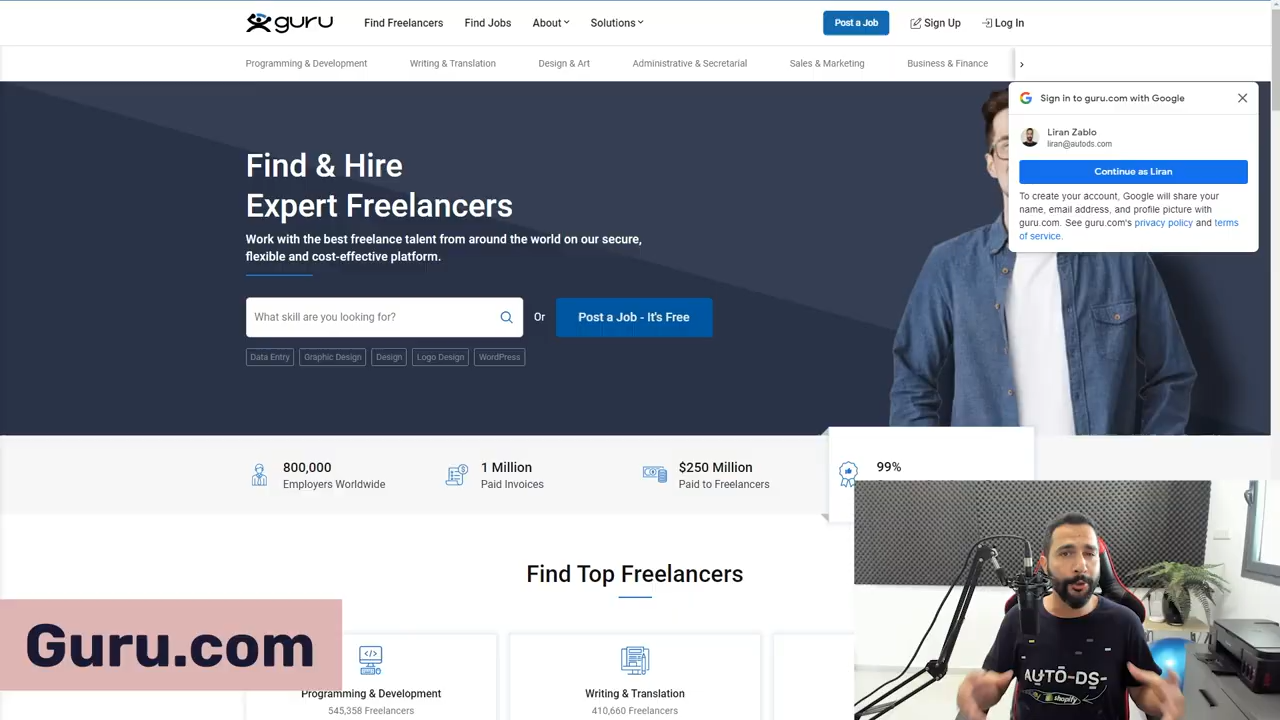 guru
Find Freelancers
Find Jobs
About
Solutions
Post a Job
Sign Up
Log In
Programming & Development
Writing & Translation
Design & Art
Administrative & Secretarial
Sales & Marketing
Business & Finance
Sign in to guru.com with Google
Liran Zablo
liran@autods.com
Continue as Liran
To create your account, Google will share your
name, email address, and profile picture with
guru.com. See guru.com's privacy policy and terms
of service.
Find & Hire
Expert Freelancers
Work with the best freelance talent from around the world on our secure,
flexible and cost-effective platform.
What skill are you looking for?
Or
Post a Job - It's Free
Data Entry
Graphic Design
Design
Logo Design
WordPress
800,000
Employers Worldwide
1 Million
Paid Invoices
$250 Million
Paid to Freelancers
99%
Find Top Freelancers
Programming & Development
545,358 Freelancers
Writing & Translation
410,660 Freelancers
Guru.com
AUTO-DS-
shopify